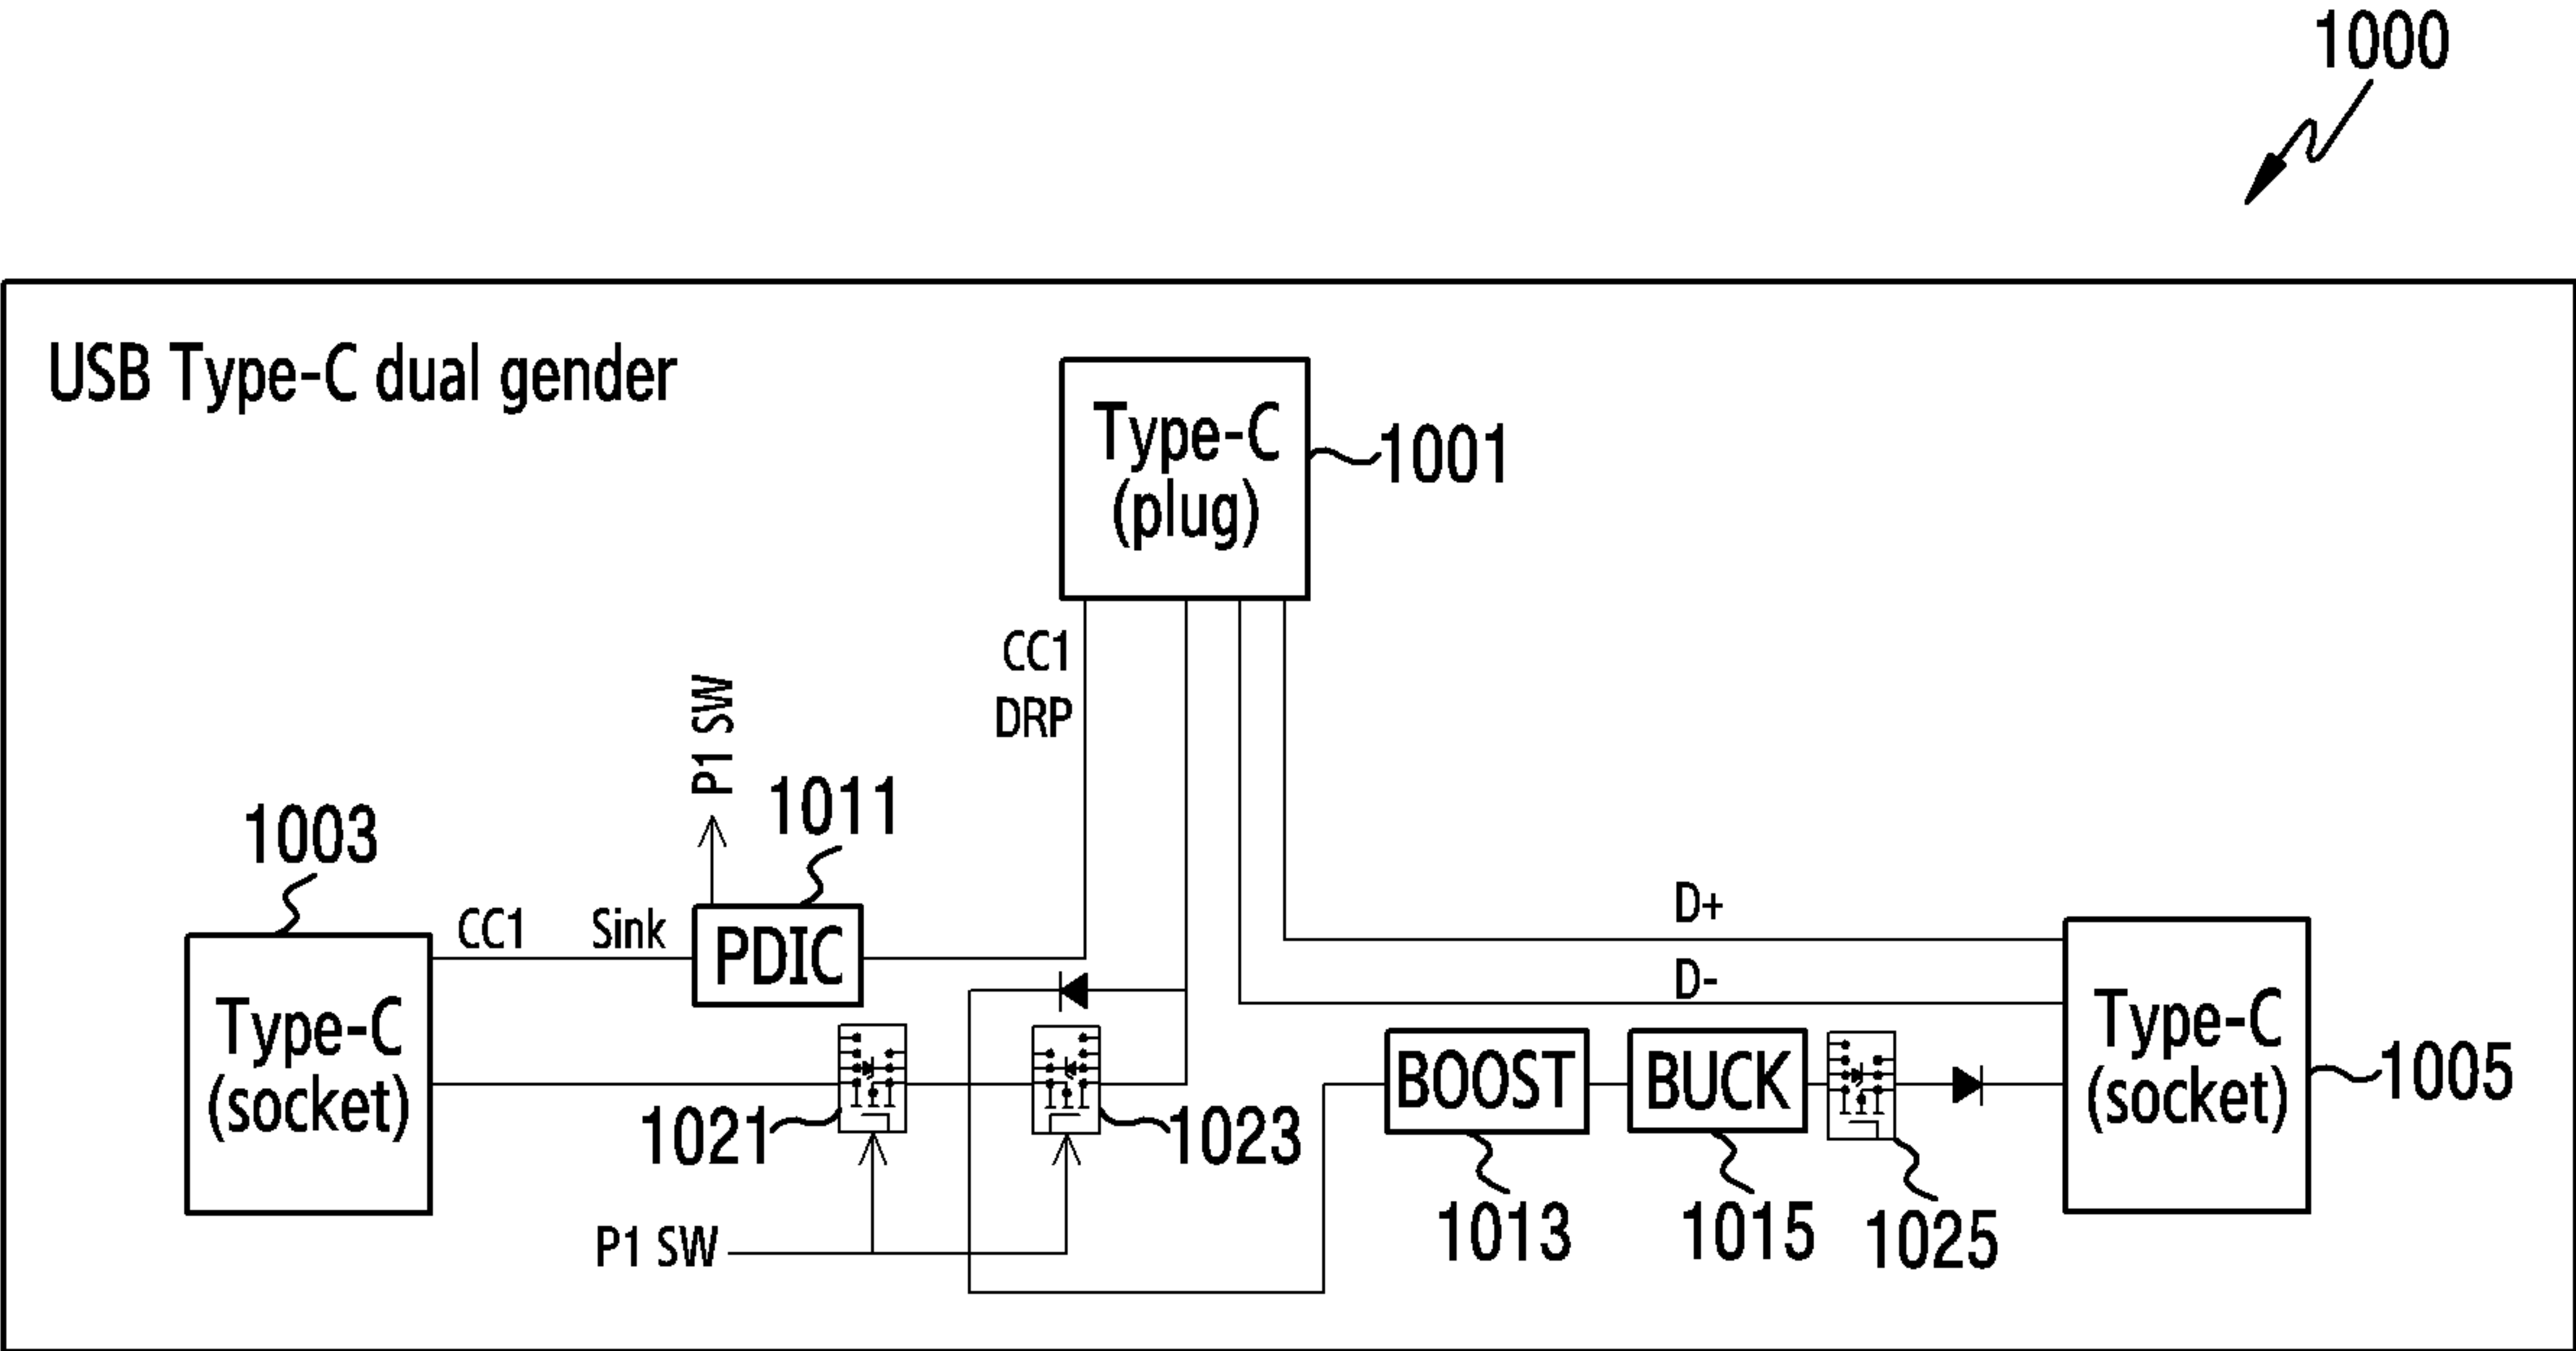 1000
USB Type-C dual gender
Type-C
(plug)
1001
CC1
DRP
P1 SW
1011
1003
CC1
Sink
PDIC
D+
D-
Type-C
(socket)
1021
1023
BOOST
BUCK
Type-C
(socket)
1005
P1 SW
1013
1015
1025